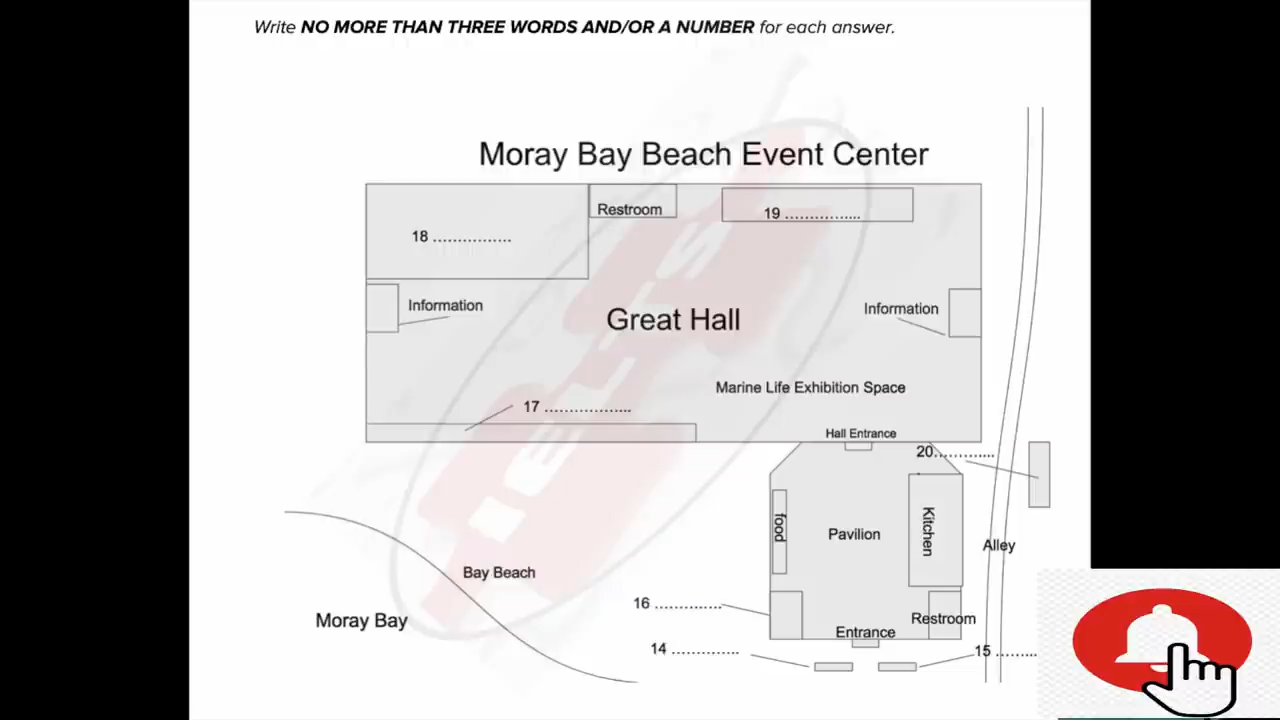 Write NO MORE THAN THREE WORDS AND/OR A NUMBER for each answer.
Moray Bay Beach Event Center
Restroom
19 ..................
18 ..................
Information
Information
Great Hall
Marine Life Exhibition Space
17 ..................
Hall Entrance
20..............
food
Pavilion
Kitchen
Alley
Bay Beach
16 ................
Moray Bay
Restroom
Entrance
14 ................
15 .........
IELTS